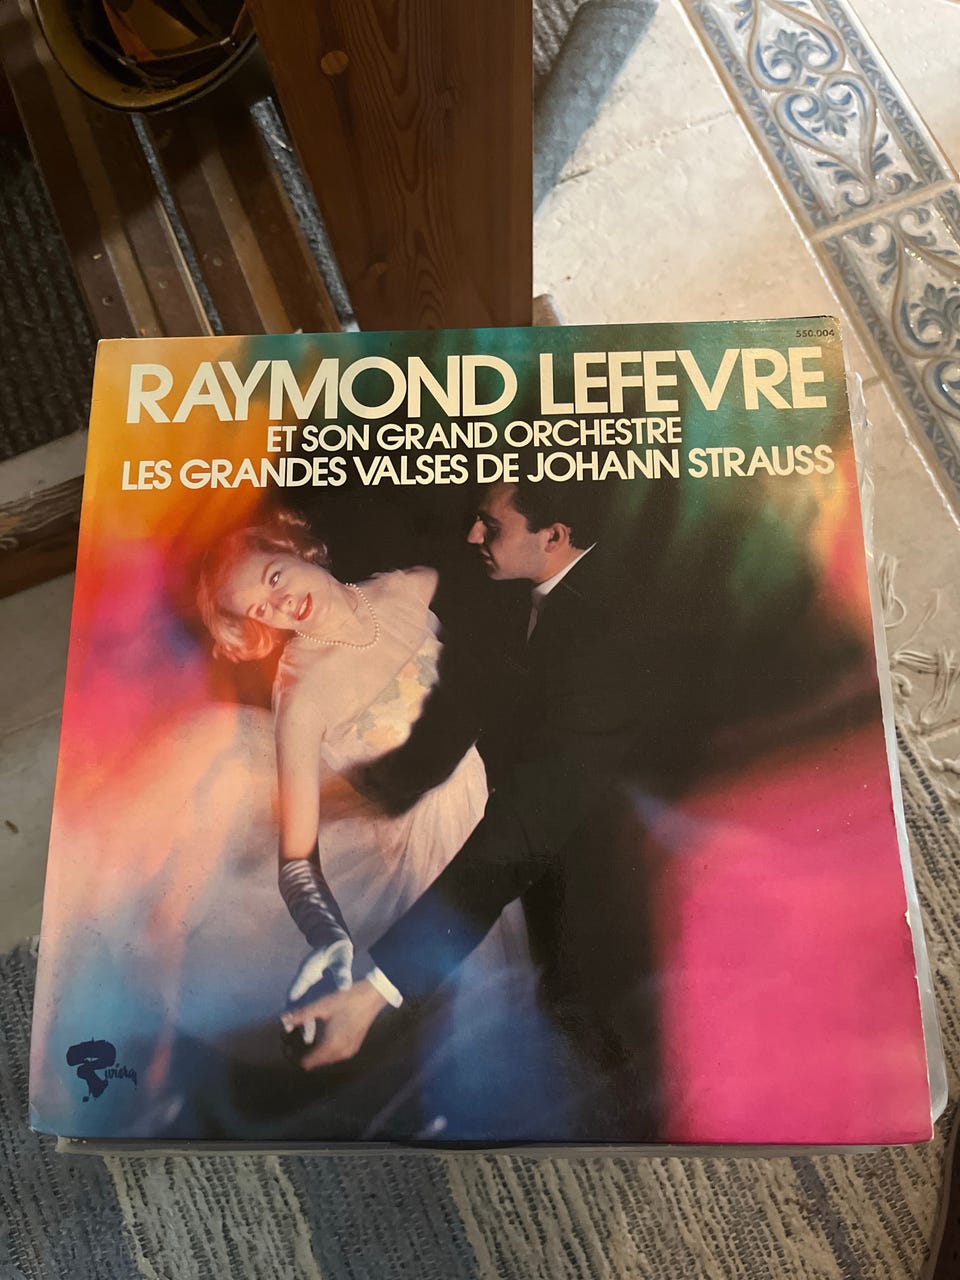 550.004
RAYMOND LEFEVRE
ET SON GRAND ORCHESTRE
LES GRANDES VALSES DE JOHANN STRAUSS
Riviera